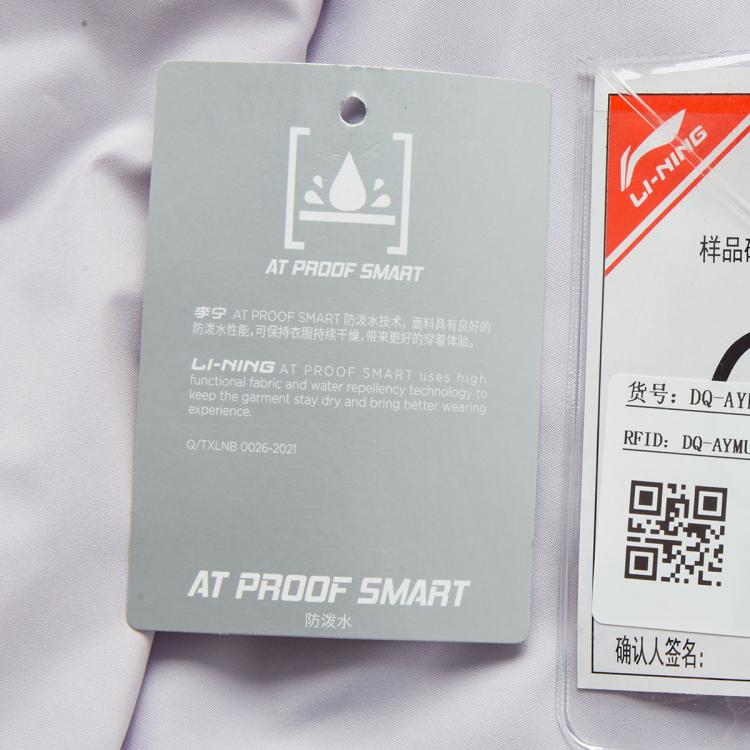 AT PROOF SMART
李宁 AT PROOF SMART 防泼水技术，面料具有良好的
防泼水性能，可保持衣服持续干燥，带来更好的穿着体验。
LI-NING AT PROOF SMART uses high
functional fabric and water repellency technology to
keep the garment stay dry and bring better wearing
experience.
Q/TXLNB 0026-2021
AT PROOF SMART
防泼水
LI-NING
样品
货号: DQ-AY
RFID: DQ-AYMU
确认人签名: